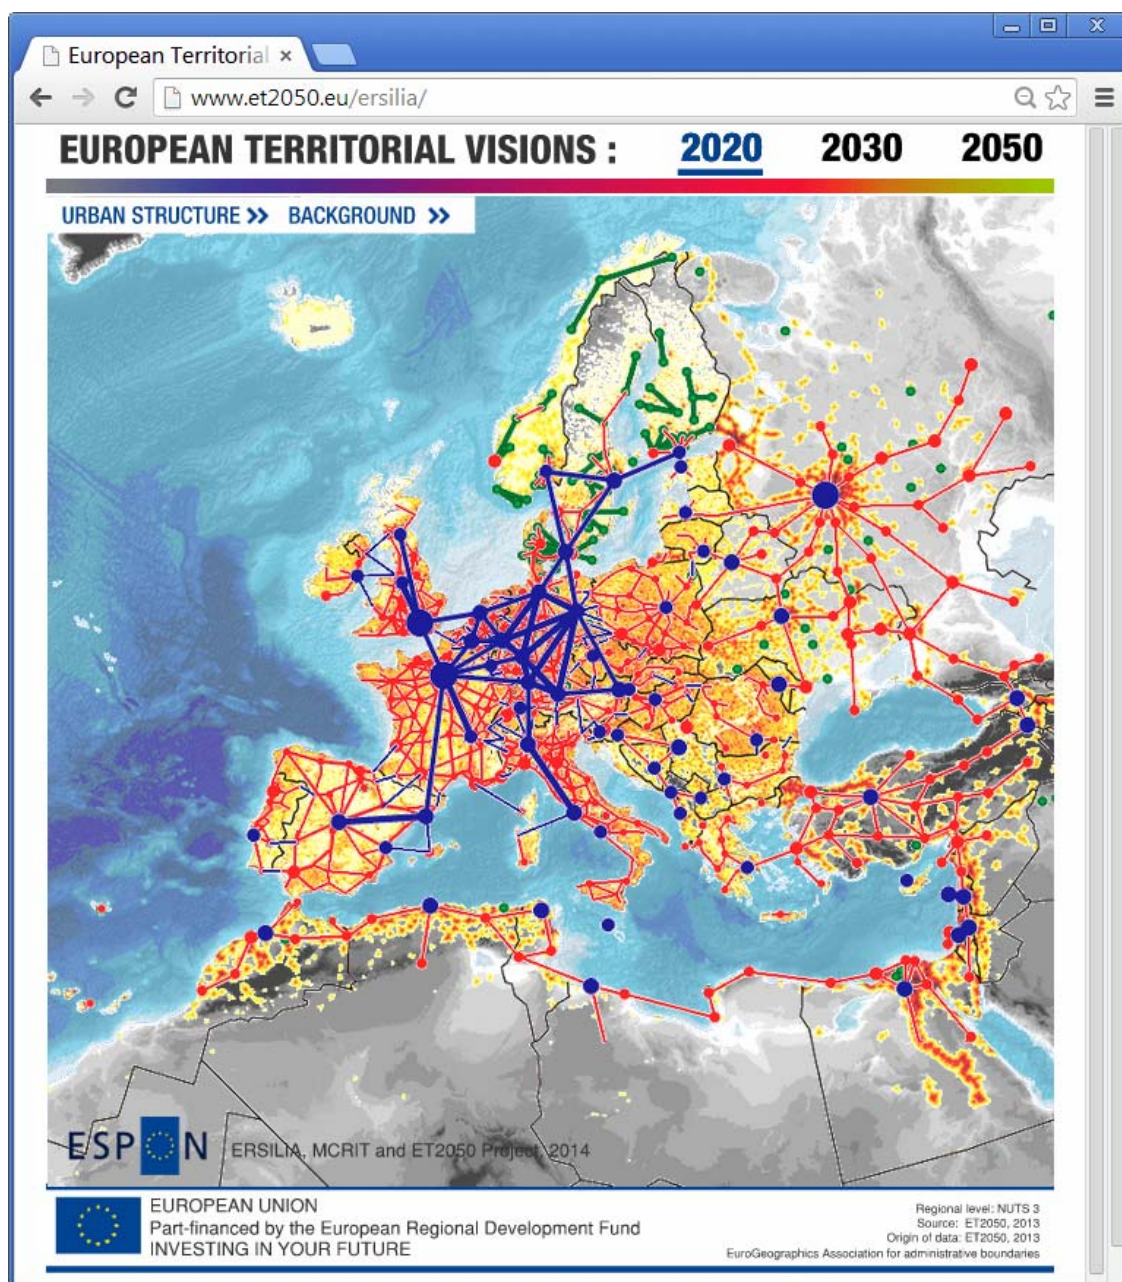 European Territorial
www.et2050.eu/ersilia/
EUROPEAN TERRITORIAL VISIONS : 2020 2030 2050
URBAN STRUCTURE >> BACKGROUND >>
ESPON ERSILIA, MCRIT and ET2050 Project, 2014
EUROPEAN UNION
Part-financed by the European Regional Development Fund
INVESTING IN YOUR FUTURE
Regional level: NUTS 3
Source: ET2050, 2013
Origin of data: ET2050, 2013
EuroGeographics Association for administrative boundaries